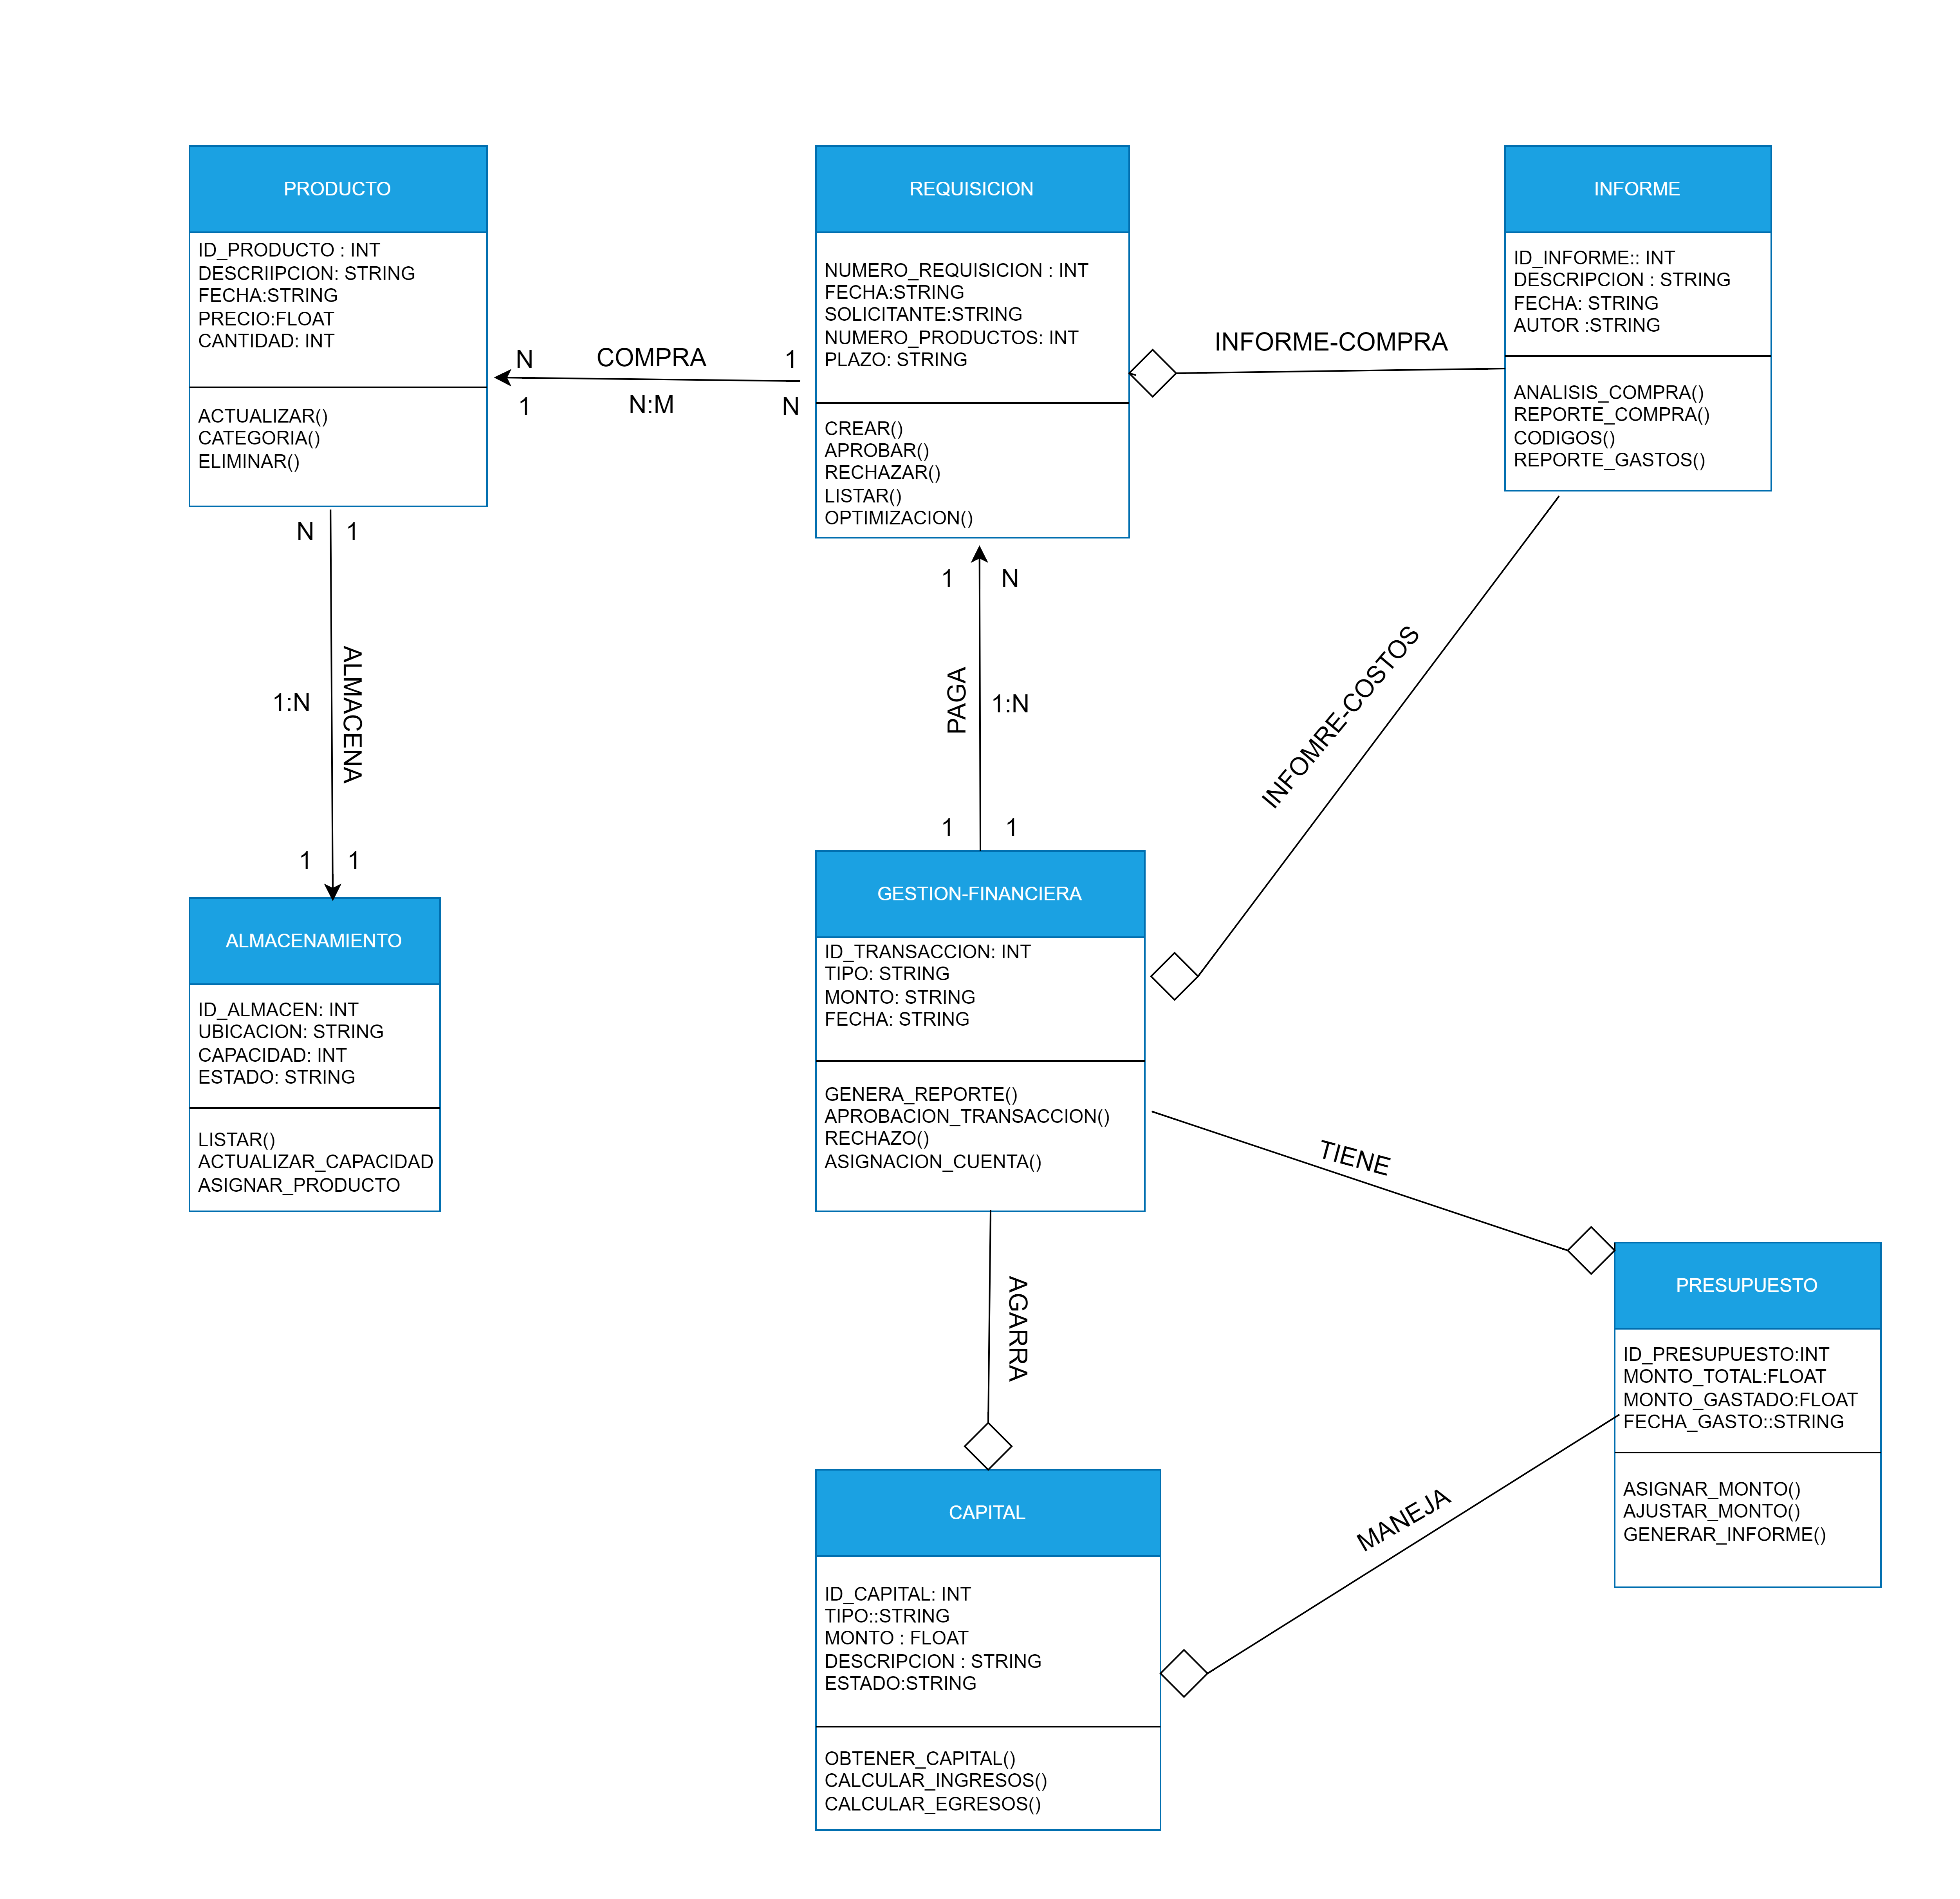 PRODUCTO
ID_PRODUCTO : INT
DESCRIIPCION: STRING
FECHA:STRING
PRECIO:FLOAT
CANTIDAD: INT
ACTUALIZAR()
CATEGORIA()
ELIMINAR()
N
COMPRA
1
1
N:M
N
REQUISICION
NUMERO_REQUISICION : INT
FECHA:STRING
SOLICITANTE:STRING
NUMERO_PRODUCTOS: INT
PLAZO: STRING
CREAR()
APROBAR()
RECHAZAR()
LISTAR()
OPTIMIZACION()
INFORME-COMPRA
INFORME
ID_INFORME:: INT
DESCRIPCION : STRING
FECHA: STRING
AUTOR :STRING
ANALISIS_COMPRA()
REPORTE_COMPRA()
CODIGOS()
REPORTE_GASTOS()
N
1
1:N
ALMACENA
1
1
1
N
PAGA
1:N
1
1
INFOMRE-COSTOS
ALMACENAMIENTO
ID_ALMACEN: INT
UBICACION: STRING
CAPACIDAD: INT
ESTADO: STRING
LISTAR()
ACTUALIZAR_CAPACIDAD
ASIGNAR_PRODUCTO
GESTION-FINANCIERA
ID_TRANSACCION: INT
TIPO: STRING
MONTO: STRING
FECHA: STRING
GENERA_REPORTE()
APROBACION_TRANSACCION()
RECHAZO()
ASIGNACION_CUENTA()
TIENE
AGARRA
PRESUPUESTO
ID_PRESUPUESTO:INT
MONTO_TOTAL:FLOAT
MONTO_GASTADO:FLOAT
FECHA_GASTO::STRING
ASIGNAR_MONTO()
AJUSTAR_MONTO()
GENERAR_INFORME()
MANEJA
CAPITAL
ID_CAPITAL: INT
TIPO::STRING
MONTO : FLOAT
DESCRIPCION : STRING
ESTADO:STRING
OBTENER_CAPITAL()
CALCULAR_INGRESOS()
CALCULAR_EGRESOS()